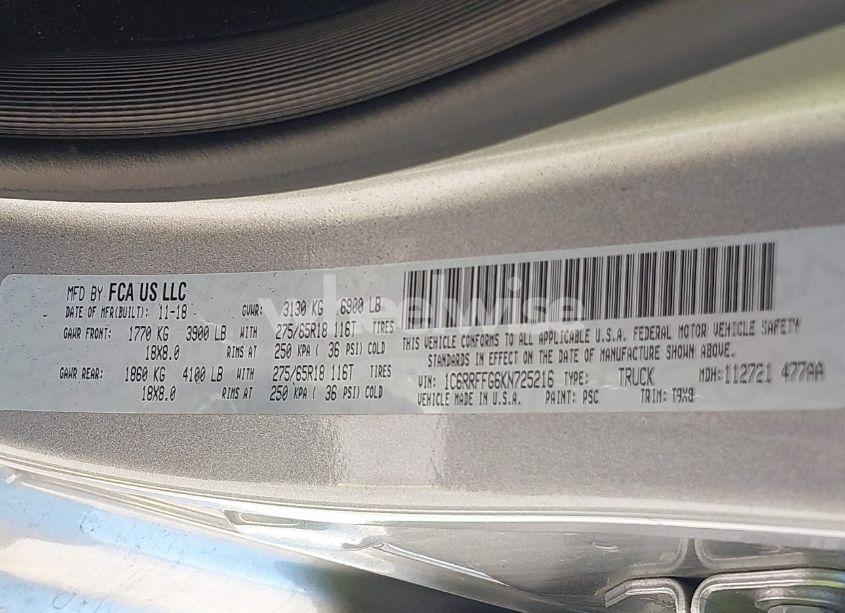 MFD BY FCA US LLC
DATE OF MFR(BUILT): 11-18 GVWR: 3130 KG 6900 LB
GAWR FRONT: 1770 KG 3900 LB WITH 275/65R18 116T TIRES
18X8.0 RIMS AT 250 KPA ( 36 PSI) COLD
GAWR REAR: 1860 KG 4100 LB WITH 275/65R18 116T TIRES
18X8.0 RIMS AT 250 KPA ( 36 PSI) COLD
THIS VEHICLE CONFORMS TO ALL APPLICABLE U.S.A. FEDERAL MOTOR VEHICLE SAFETY
STANDARDS IN EFFECT ON THE DATE OF MANUFACTURE SHOWN ABOVE.
VIN: 1C6RRFFG6KN725216 TYPE: TRUCK MDH: 112721 477AA
VEHICLE MADE IN U.S.A. PAINT: PSC TRIM: T9X8
wheelwise